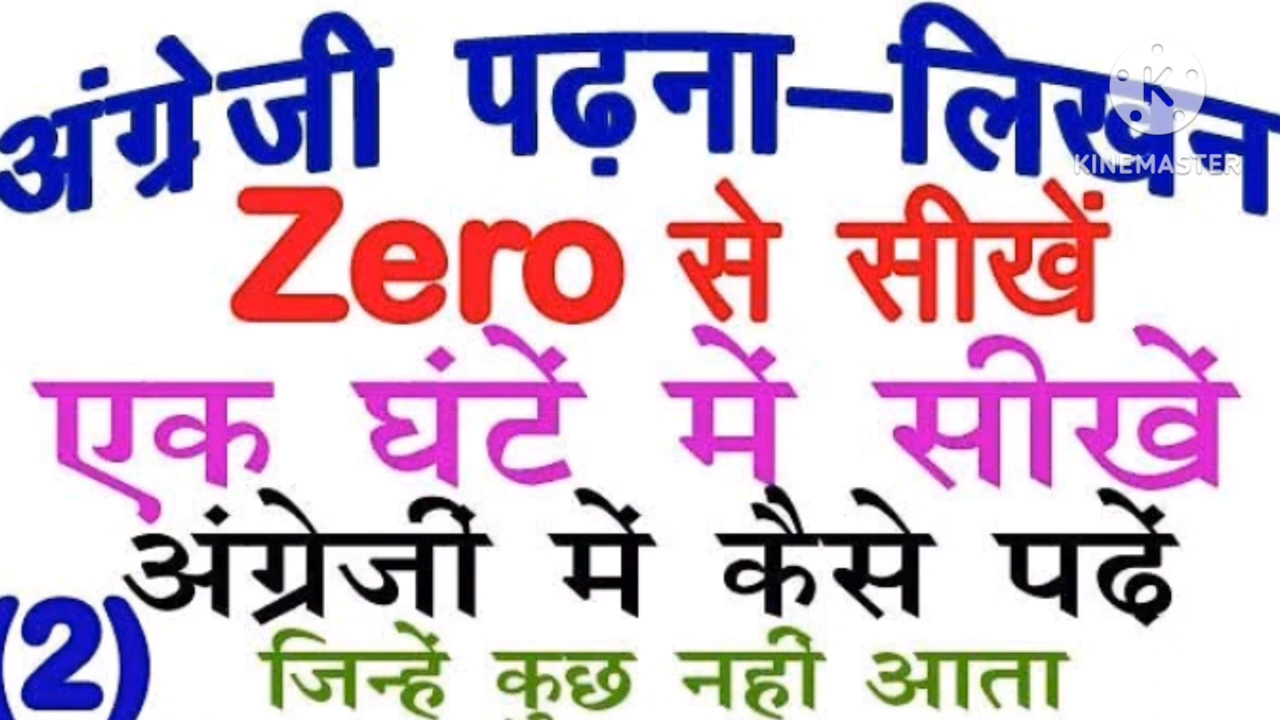 अंग्रेजी पढ़ना–लिखन
KINEMASTER
Zero से सीखें
एक घंटें में सीखें
अंग्रेजीं में कैसे पढें
(2)
जिन्हें कुछ नहीं आता